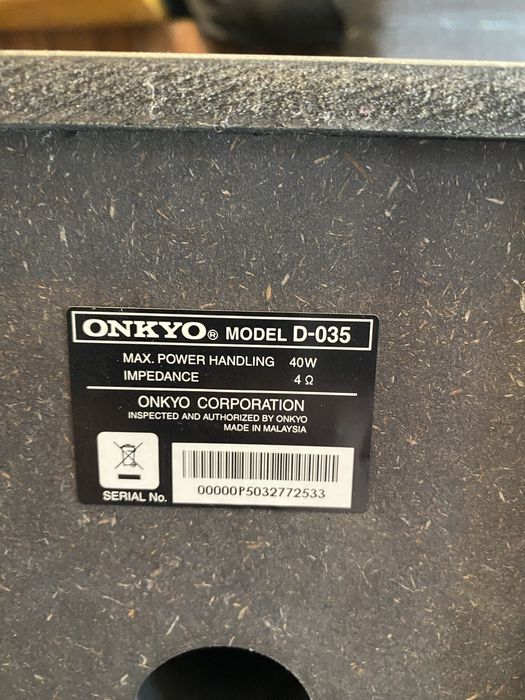 ONKYO® MODEL D-035
MAX. POWER HANDLING 40W
IMPEDANCE 4 Ω
ONKYO CORPORATION
INSPECTED AND AUTHORIZED BY ONKYO
MADE IN MALAYSIA
SERIAL No.
00000P5032772533